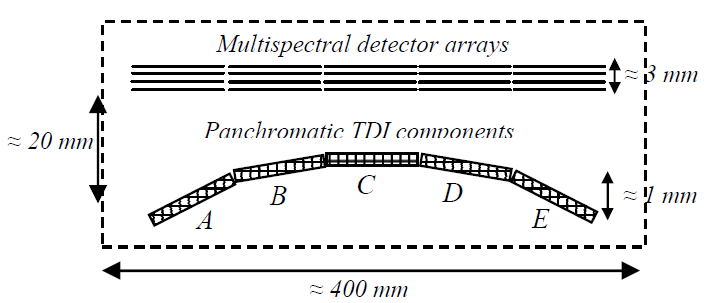 Multispectral detector arrays
≈ 3 mm
≈ 20 mm
Panchromatic TDI components
A
B
C
D
E
≈ 1 mm
≈ 400 mm